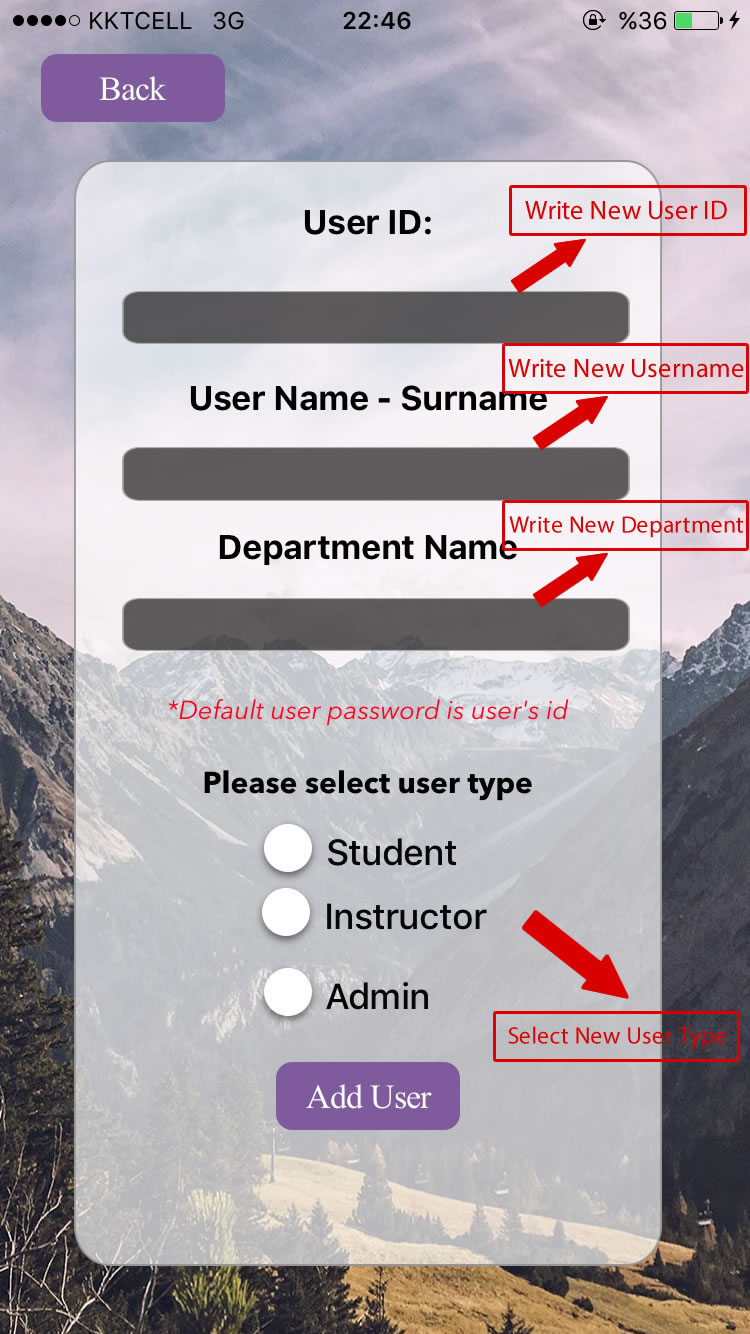 KKTCELL 3G 22:46 %36
Back
Write New User ID
User ID:
Write New Username
User Name - Surname
Write New Department
Department Name
*Default user password is user's id
Please select user type
Student
Instructor
Admin
Select New User Type
Add User